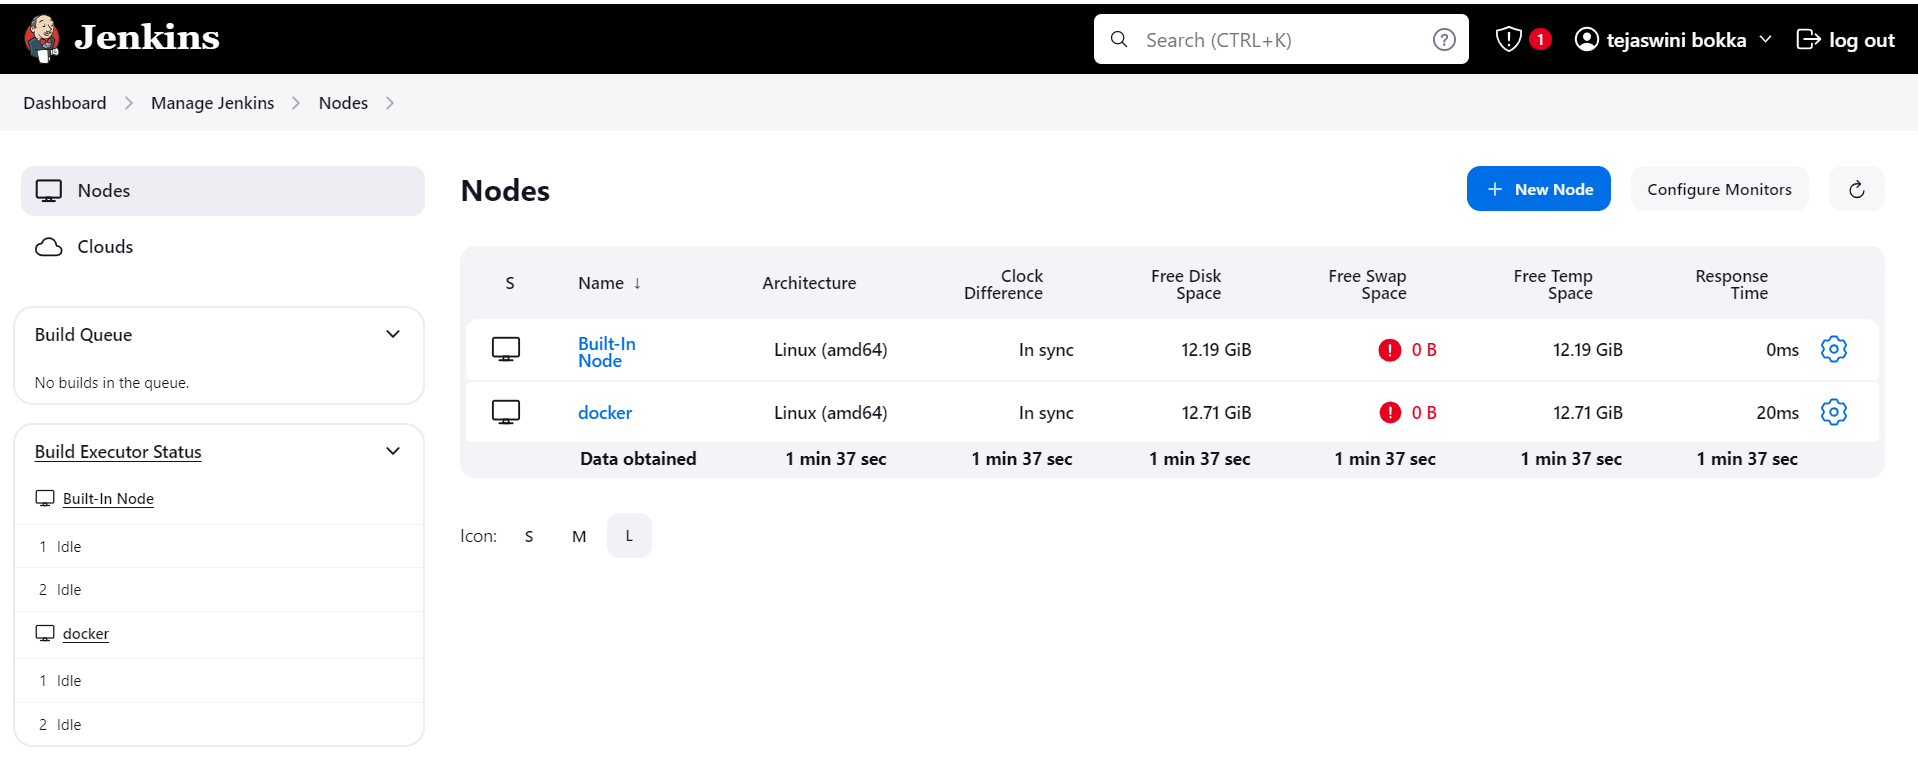 Jenkins
Search (CTRL+K)
?
1
tejaswini bokka
log out
Dashboard > Manage Jenkins > Nodes >
Nodes
Clouds
Build Queue
No builds in the queue.
Build Executor Status
Built-In Node
1 Idle
2 Idle
docker
1 Idle
2 Idle
Nodes
+ New Node
Configure Monitors
S Name ↓ Architecture Clock Difference Free Disk Space Free Swap Space Free Temp Space Response Time
Built-In Node Linux (amd64) In sync 12.19 GiB ! 0 B 12.19 GiB 0ms
docker Linux (amd64) In sync 12.71 GiB ! 0 B 12.71 GiB 20ms
Data obtained 1 min 37 sec 1 min 37 sec 1 min 37 sec 1 min 37 sec 1 min 37 sec 1 min 37 sec
Icon: S M L